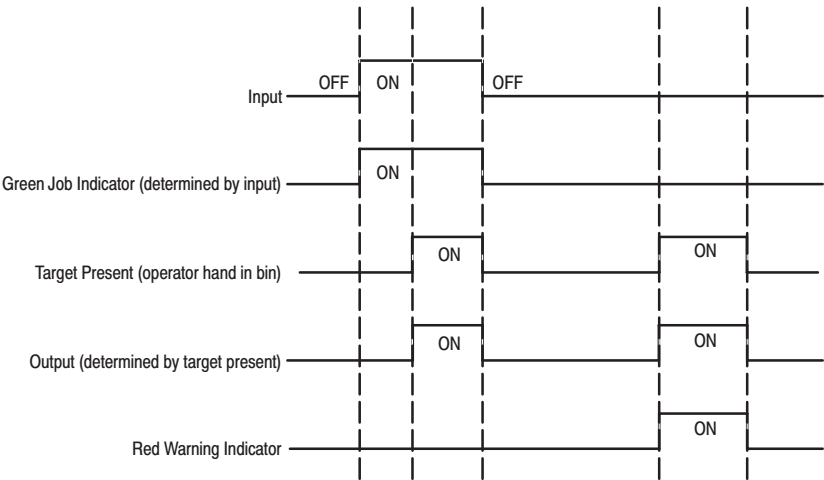 OFF ON OFF
Input
ON
Green Job Indicator (determined by input)
ON ON
Target Present (operator hand in bin)
ON ON
Output (determined by target present)
ON
Red Warning Indicator